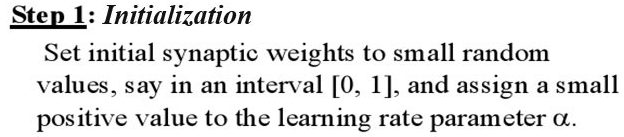 Step 1: Initialization
Set initial synaptic weights to small random
values, say in an interval [0, 1], and assign a small
positive value to the learning rate parameter α.